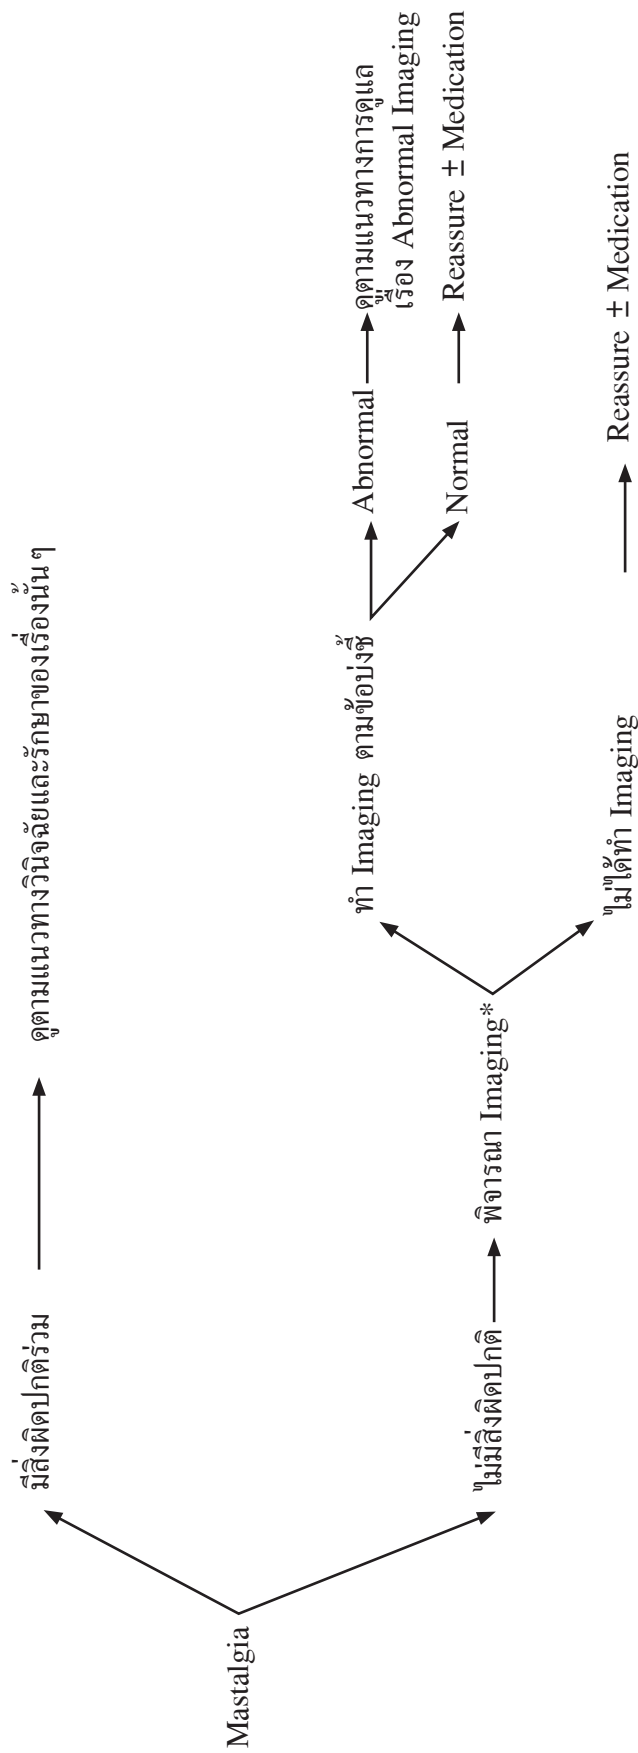 Mastalgia
มีสิ่งผิดปกติร่วม
ดูตามแนวทางวินิจฉัยและรักษาของเรื่องนั้น ๆ
ไม่มีสิ่งผิดปกติ
พิจารณา Imaging*
ทำ Imaging ตามข้อบ่งชี้
Abnormal
ดูตามแนวทางการดูแล
เรื่อง Abnormal Imaging
Normal
Reassure ± Medication
ไม่ได้ทำ Imaging
Reassure ± Medication